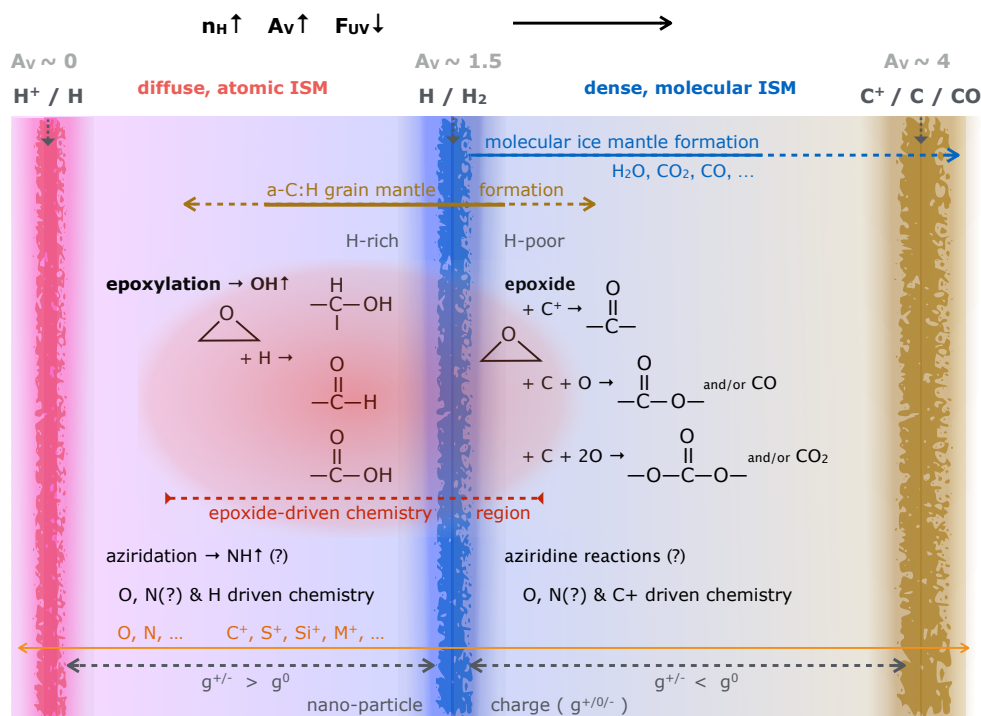 nH↑ AV↑ FUV↓
AV ~ 0 AV ~ 1.5 AV ~ 4
H⁺ / H diffuse, atomic ISM H / H₂ dense, molecular ISM C⁺ / C / CO
molecular ice mantle formation
H₂O, CO₂, CO, ...
a-C:H grain mantle formation
H-rich H-poor
epoxylation → OH↑
H
–C–OH
O
+ H →
O
–C–H
O
–C–OH
epoxide
+ C⁺ →
O
–C–
O
+ C + O →
O
–C–O– and/or CO
+ C + 2O →
O
–O–C–O– and/or CO₂
epoxide-driven chemistry region
aziridation → NH↑ (?) aziridine reactions (?)
O, N(?) & H driven chemistry O, N(?) & C+ driven chemistry
O, N, ... C⁺, S⁺, Si⁺, M⁺, ...
g⁺/⁻ > g⁰ g⁺/⁻ < g⁰
nano-particle charge ( g⁺/⁰/⁻ )